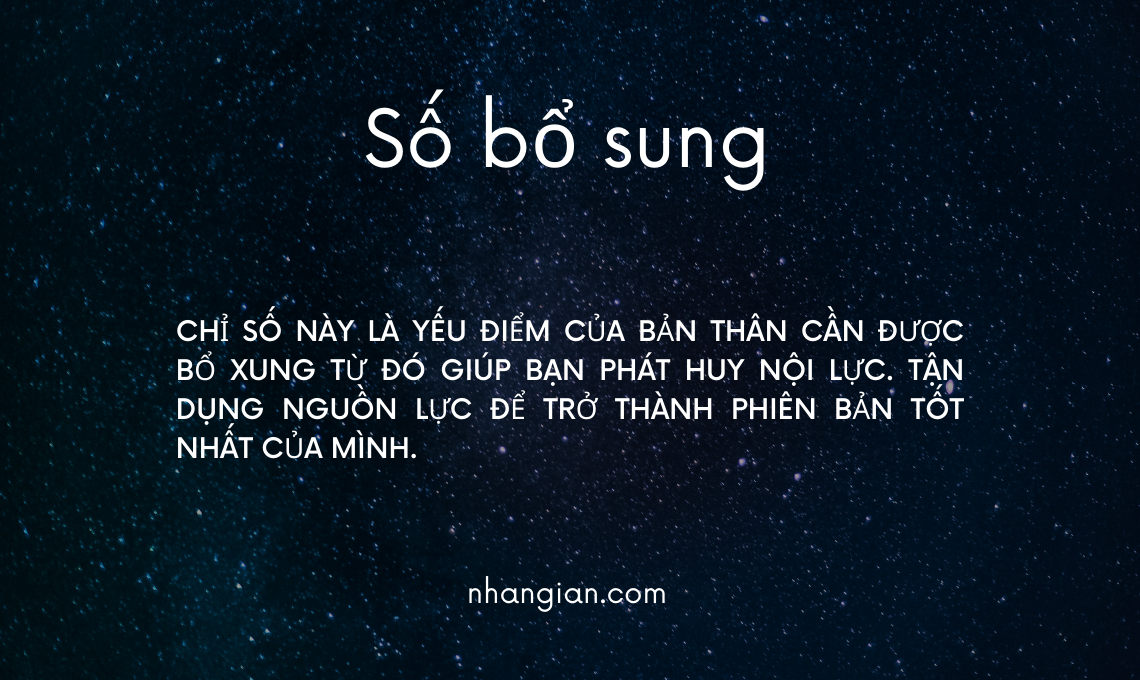 Số bổ sung
CHỈ SỐ NÀY LÀ YẾU ĐIỂM CỦA BẢN THÂN CẦN ĐƯỢC
BỔ XUNG TỪ ĐÓ GIÚP BẠN PHÁT HUY NỘI LỰC. TẬN
DỤNG NGUỒN LỰC ĐỂ TRỞ THÀNH PHIÊN BẢN TỐT
NHẤT CỦA MÌNH.
nhangian.com